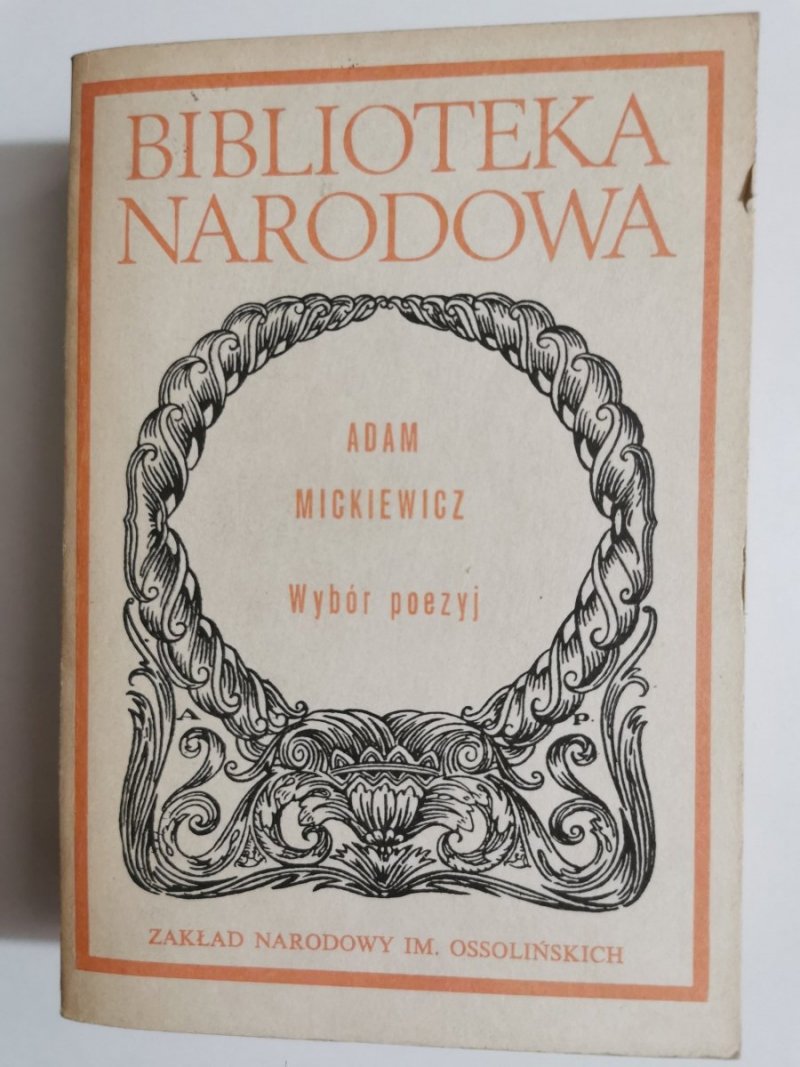 BIBLIOTEKA
NARODOWA
ADAM
MICKIEWICZ
Wybór poezyj
A. P.
ZAKŁAD NARODOWY IM. OSSOLIŃSKICH